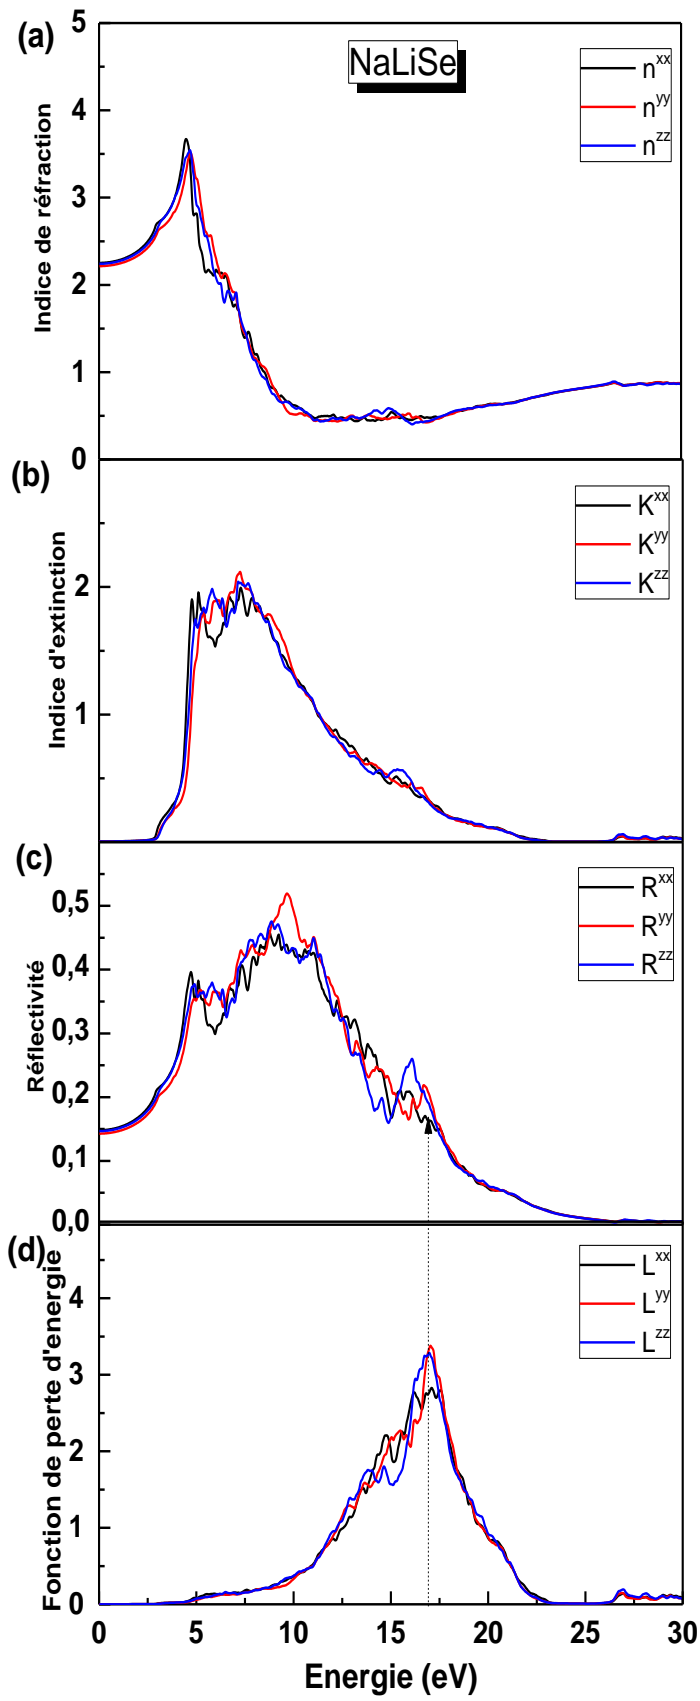 (a)
NaLiSe
n^xx
n^yy
n^zz
Indice de réfraction
5
4
3
2
1
0
(b)
K^xx
K^yy
K^zz
Indice d'extinction
2
1
(c)
R^xx
R^yy
R^zz
Réflectivité
0,5
0,4
0,3
0,2
0,1
0,0
(d)
L^xx
L^yy
L^zz
Fonction de perte d'energie
4
3
2
1
0
0 5 10 15 20 25 30
Energie (eV)